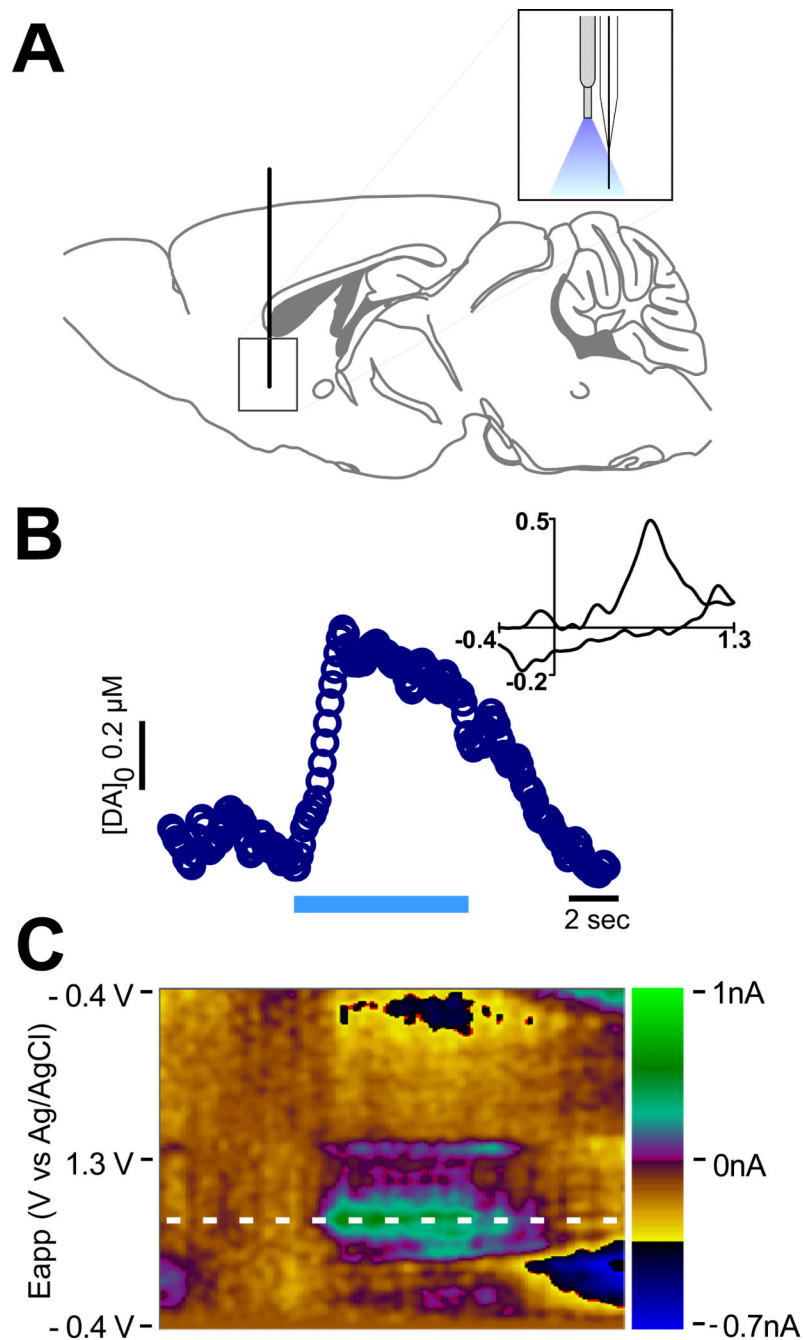 A
B
0.5
-0.4
1.3
-0.2
[DA]0 0.2 µM
2 sec
C
- 0.4 V
1.3 V
- 0.4 V
Eapp (V vs Ag/AgCl)
1nA
0nA
- 0.7nA